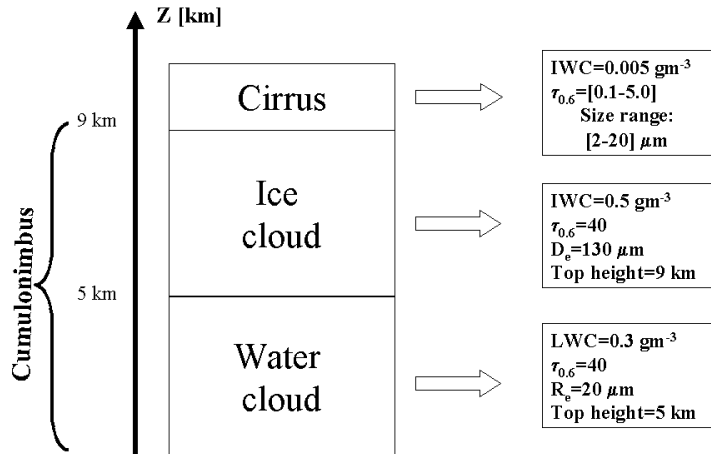 Z [km]
Cirrus
9 km
Ice
cloud
5 km
Water
cloud
Cumulonimbus
IWC=0.005 gm⁻³
τ₀.₆=[0.1-5.0]
Size range:
[2-20] μm
IWC=0.5 gm⁻³
τ₀.₆=40
Dₑ=130 μm
Top height=9 km
LWC=0.3 gm⁻³
τ₀.₆=40
Rₑ=20 μm
Top height=5 km